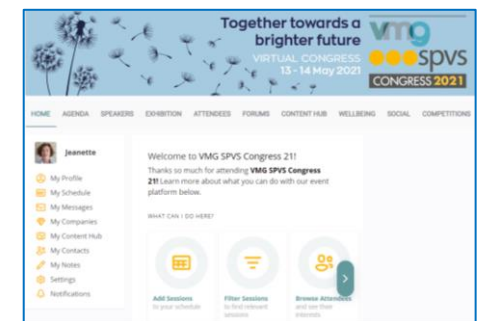 Together towards a
brighter future
VIRTUAL CONGRESS
13 - 14 May 2021
vmg
spvs
CONGRESS 2021
HOME AGENDA SPEAKERS EXHIBITION ATTENDEES FORUMS CONTENT HUB WELLBEING SOCIAL COMPETITIONS
Jeanette
My Profile
My Schedule
My Messages
My Companies
My Content Hub
My Contacts
My Notes
Settings
Notifications
Welcome to VMG SPVS Congress 21!
Thanks so much for attending VMG SPVS Congress
21! Learn more about what you can do with our event
platform below.
WHAT CAN I DO HERE?
Add Sessions
to your schedule
Filter Sessions
to find relevant
sessions
Browse Attendees
and see their
interests